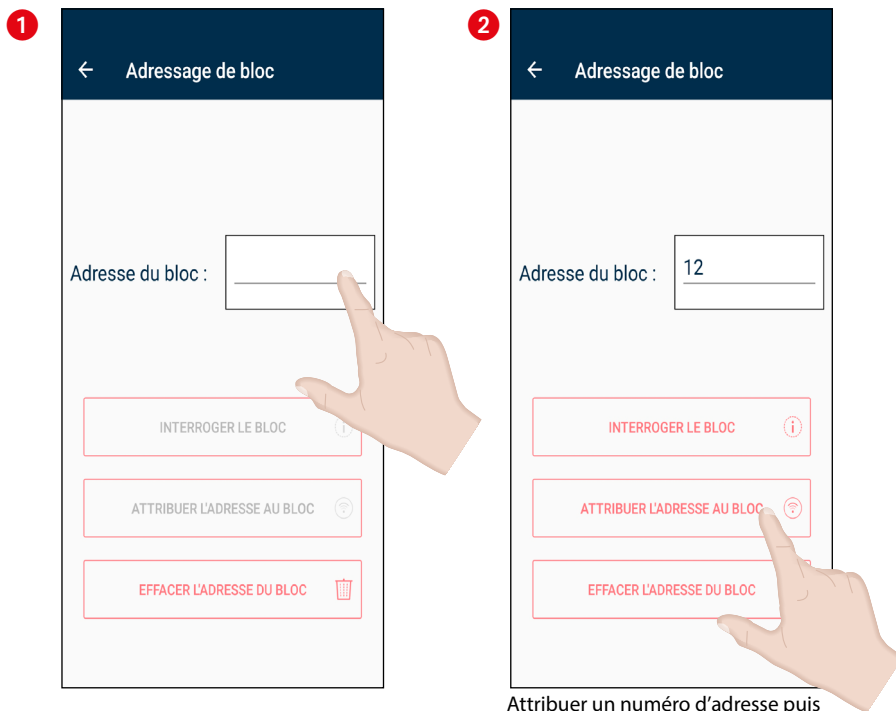 1
Adressage de bloc
Adresse du bloc :
INTERROGER LE BLOC
ATTRIBUER L'ADRESSE AU BLOC
EFFACER L'ADRESSE DU BLOC
2
Adressage de bloc
Adresse du bloc : 12
INTERROGER LE BLOC
ATTRIBUER L'ADRESSE AU BLOC
EFFACER L'ADRESSE DU BLOC
Attribuer un numéro d’adresse puis